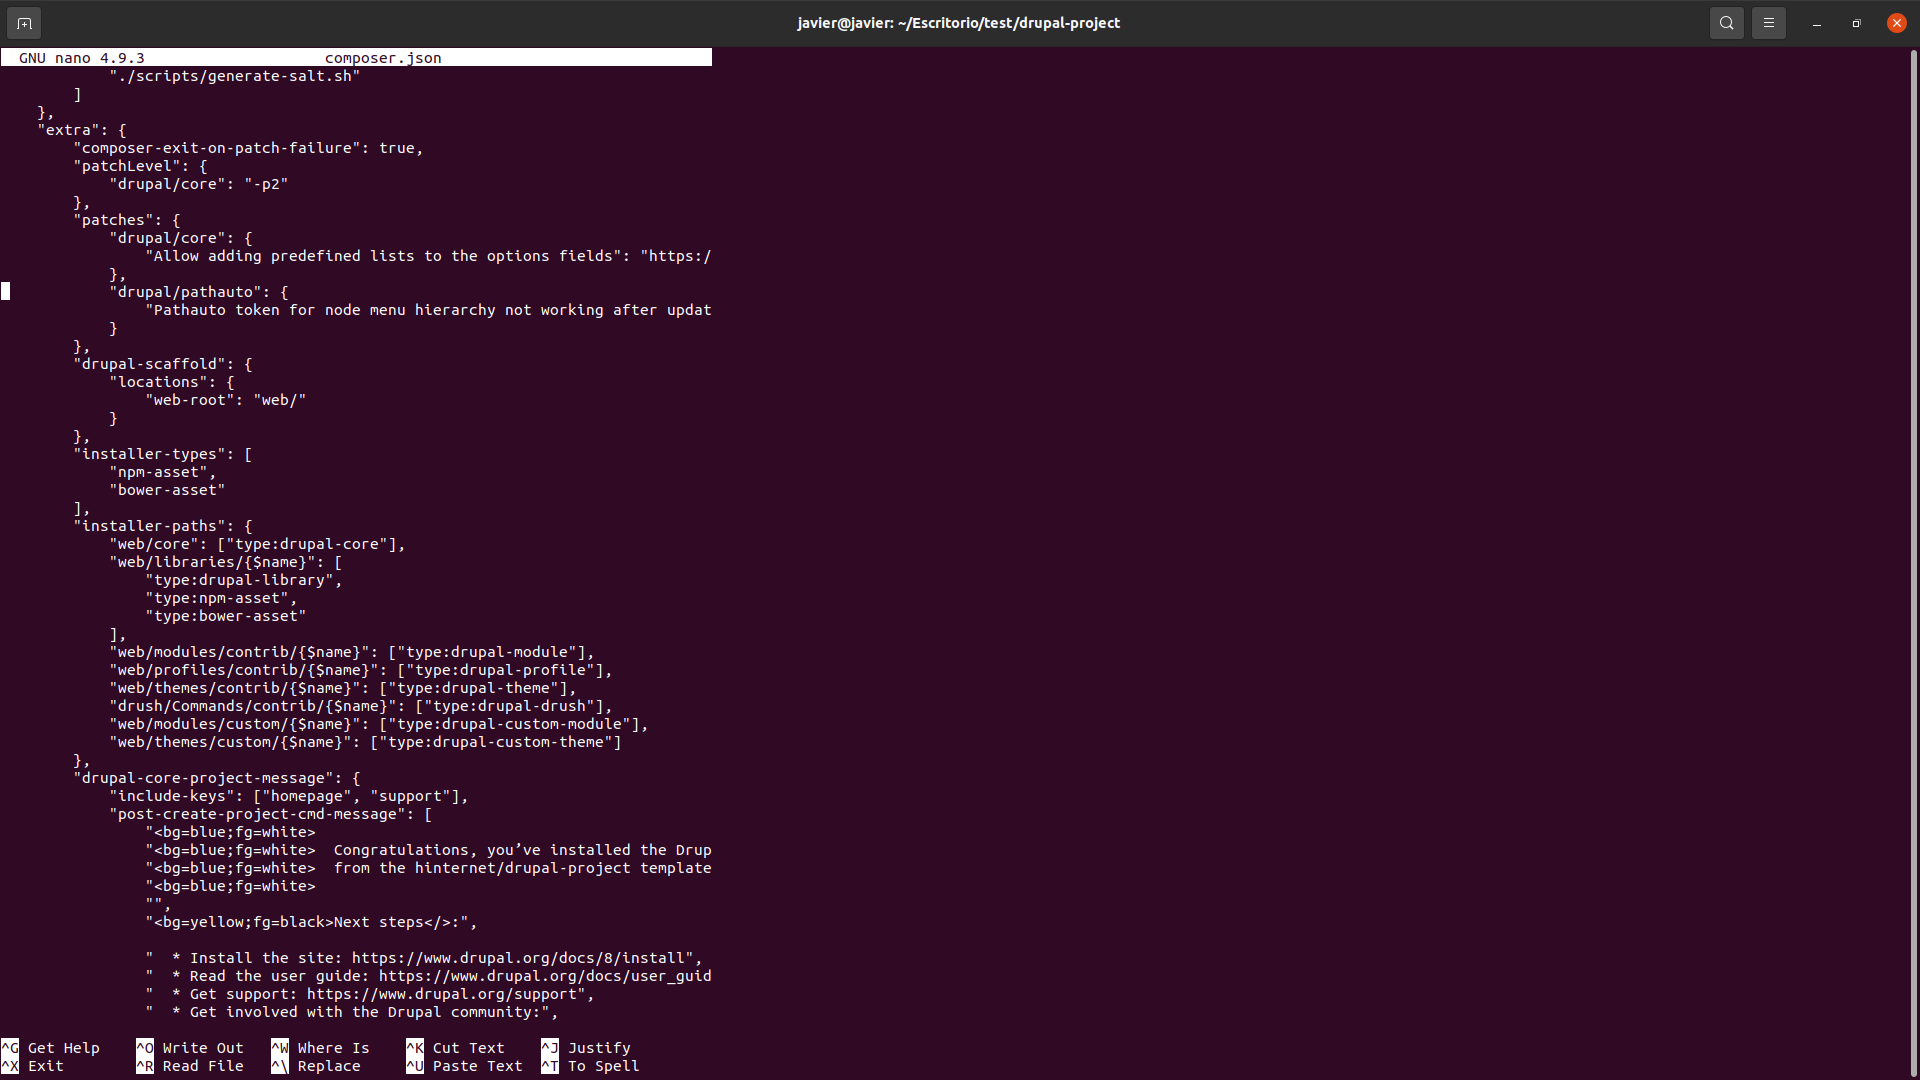 javier@javier: ~/Escritorio/test/drupal-project
GNU nano 4.9.3                    composer.json
            "./scripts/generate-salt.sh"
        ]
    },
    "extra": {
        "composer-exit-on-patch-failure": true,
        "patchLevel": {
            "drupal/core": "-p2"
        },
        "patches": {
            "drupal/core": {
                "Allow adding predefined lists to the options fields": "https:/
            },
            "drupal/pathauto": {
                "Pathauto token for node menu hierarchy not working after updat
            }
        },
        "drupal-scaffold": {
            "locations": {
                "web-root": "web/"
            }
        },
        "installer-types": [
            "npm-asset",
            "bower-asset"
        ],
        "installer-paths": {
            "web/core": ["type:drupal-core"],
            "web/libraries/{$name}": [
                "type:drupal-library",
                "type:npm-asset",
                "type:bower-asset"
            ],
            "web/modules/contrib/{$name}": ["type:drupal-module"],
            "web/profiles/contrib/{$name}": ["type:drupal-profile"],
            "web/themes/contrib/{$name}": ["type:drupal-theme"],
            "drush/Commands/contrib/{$name}": ["type:drupal-drush"],
            "web/modules/custom/{$name}": ["type:drupal-custom-module"],
            "web/themes/custom/{$name}": ["type:drupal-custom-theme"]
        },
        "drupal-core-project-message": {
            "include-keys": ["homepage", "support"],
            "post-create-project-cmd-message": [
                "<bg=blue;fg=white>
                "<bg=blue;fg=white>  Congratulations, you’ve installed the Drup
                "<bg=blue;fg=white>  from the hinternet/drupal-project template
                "<bg=blue;fg=white>
                "",
                "<bg=yellow;fg=black>Next steps</>:",
                "  * Install the site: https://www.drupal.org/docs/8/install",
                "  * Read the user guide: https://www.drupal.org/docs/user_guid
                "  * Get support: https://www.drupal.org/support",
                "  * Get involved with the Drupal community:",
^G Get Help    ^O Write Out   ^W Where Is    ^K Cut Text    ^J Justify
^X Exit        ^R Read File   ^\ Replace     ^U Paste Text  ^T To Spell